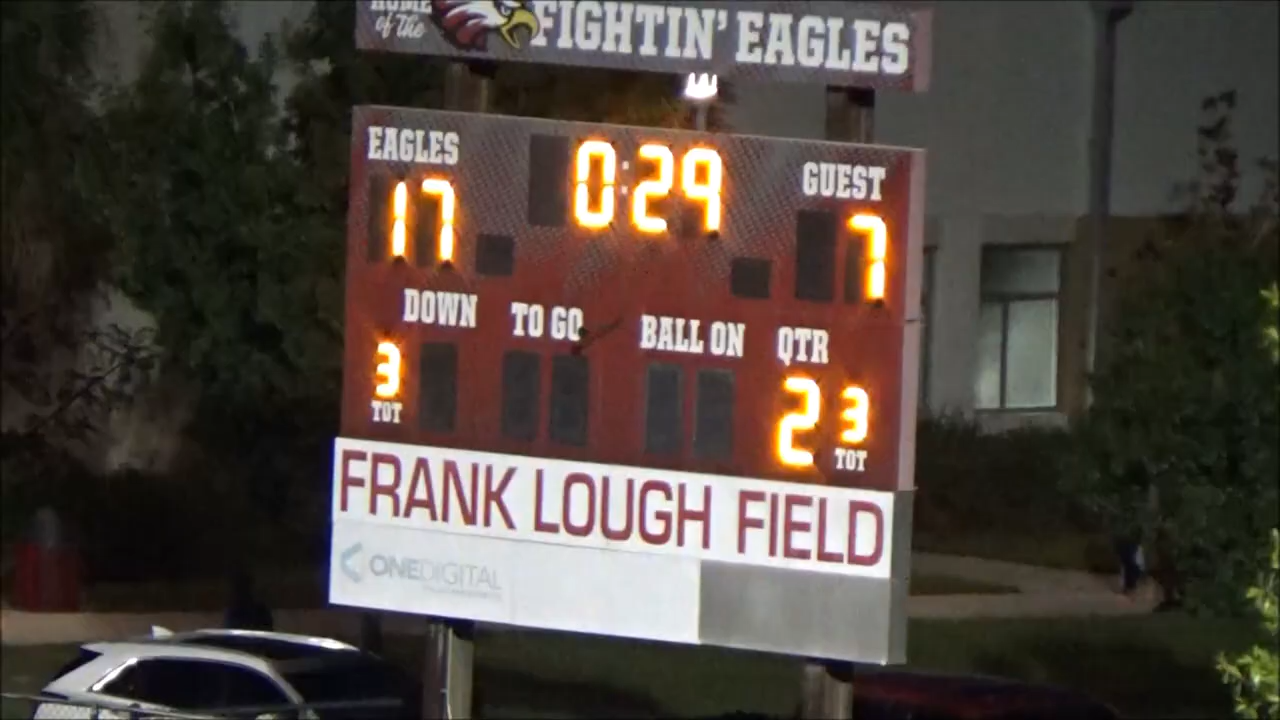 HOME
of the
FIGHTIN' EAGLES
EAGLES
0:29
GUEST
17
7
DOWN
TO GO
BALL ON
QTR
3
2
3
TOT
TOT
FRANK LOUGH FIELD
ONEDIGITAL